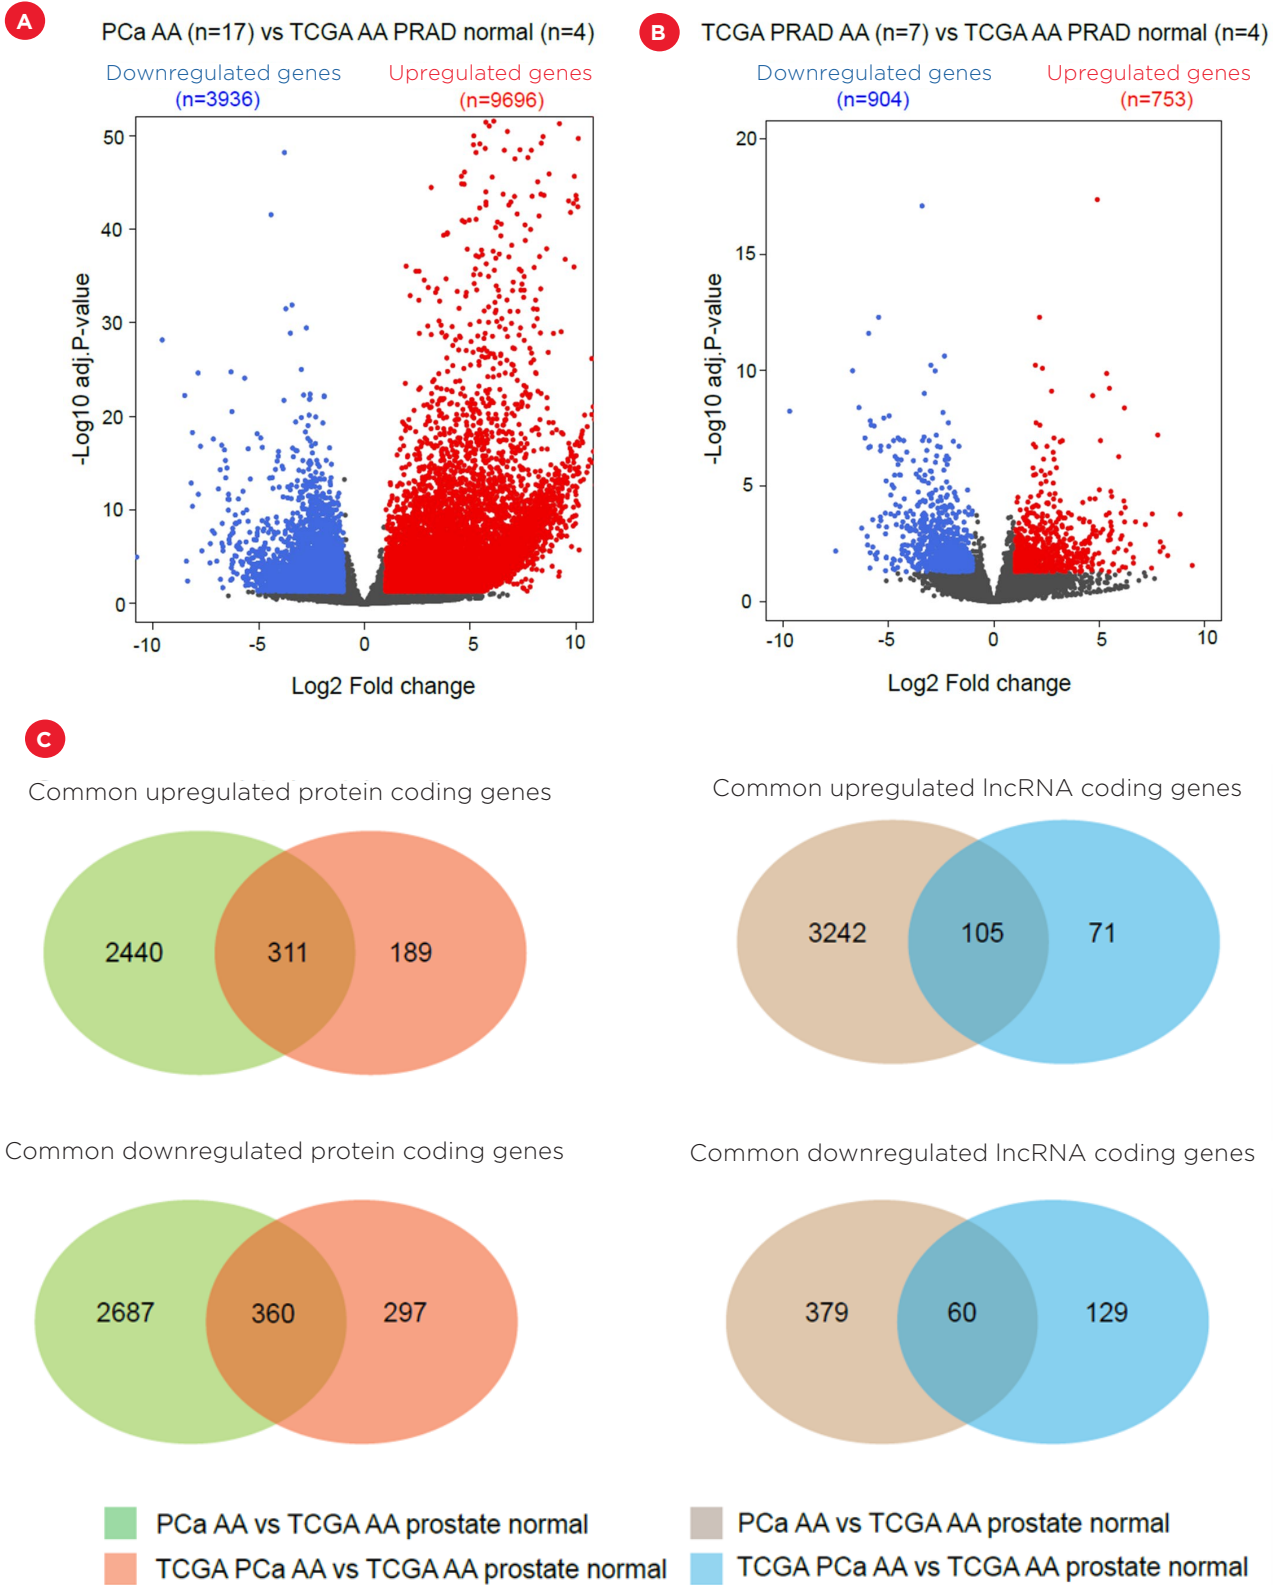 A
PCa AA (n=17) vs TCGA AA PRAD normal (n=4)
Downregulated genes
Upregulated genes
(n=3936)
(n=9696)
50
40
30
20
10
0
-Log10 adj.P-value
-10
-5
0
5
10
Log2 Fold change
B
TCGA PRAD AA (n=7) vs TCGA AA PRAD normal (n=4)
Downregulated genes
Upregulated genes
(n=904)
(n=753)
20
15
10
5
0
-Log10 adj.P-value
-10
-5
0
5
10
Log2 Fold change
C
Common upregulated protein coding genes
2440
311
189
Common upregulated lncRNA coding genes
3242
105
71
Common downregulated protein coding genes
2687
360
297
Common downregulated lncRNA coding genes
379
60
129
PCa AA vs TCGA AA prostate normal
TCGA PCa AA vs TCGA AA prostate normal
PCa AA vs TCGA AA prostate normal
TCGA PCa AA vs TCGA AA prostate normal